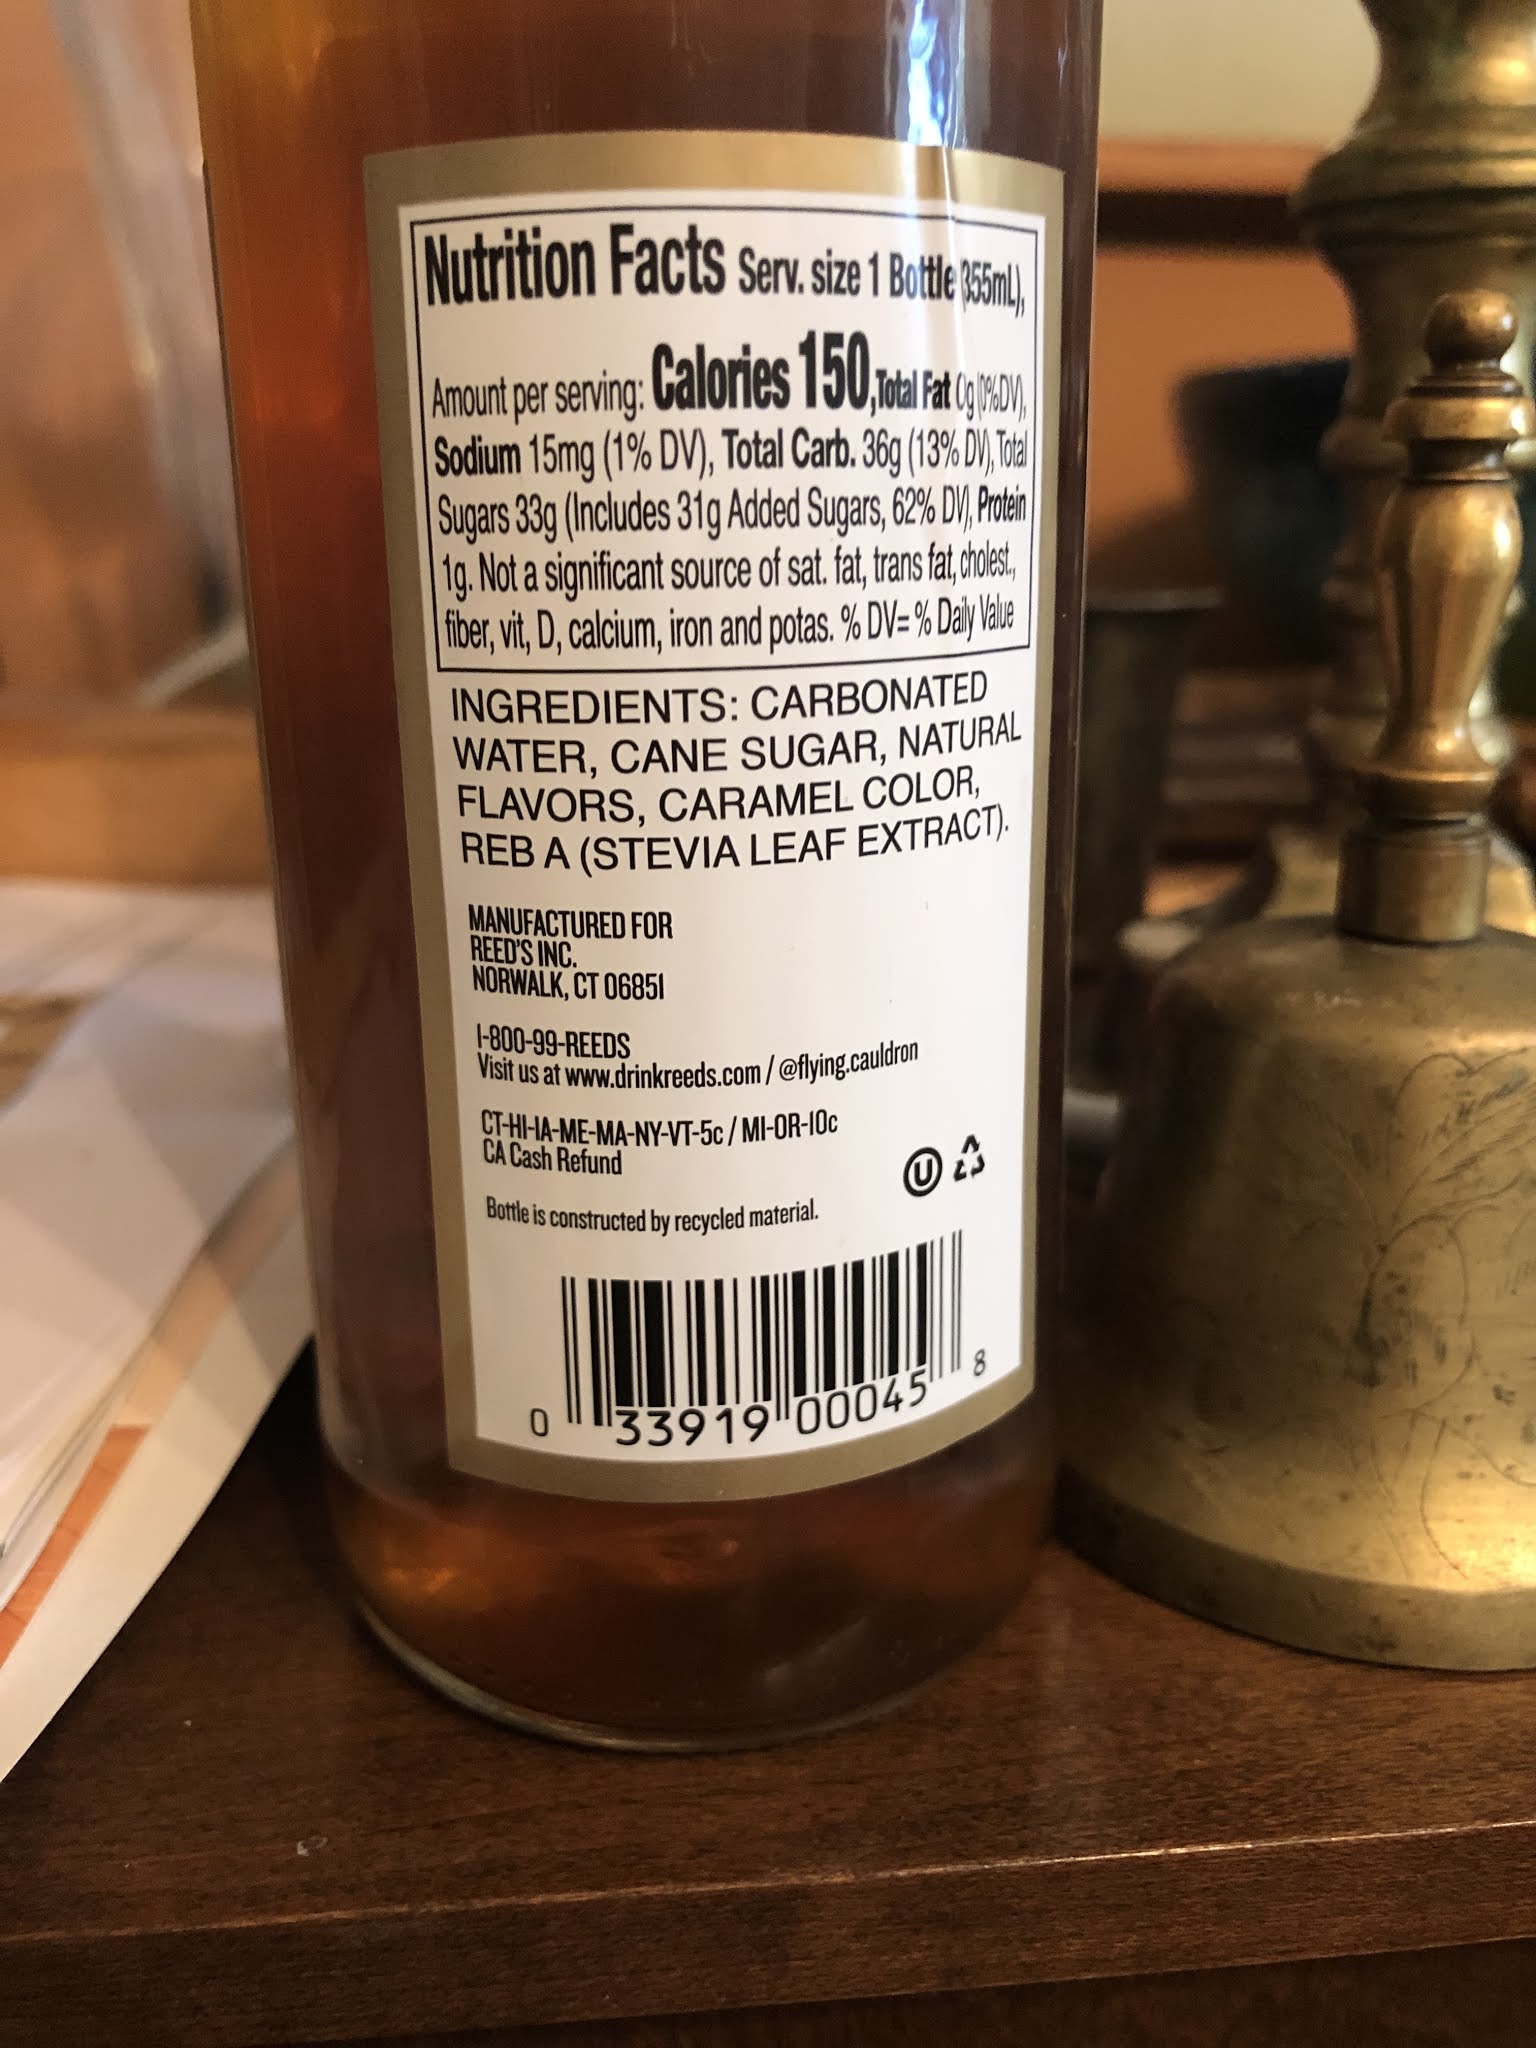 Nutrition Facts Serv. size 1 Bottle (355mL),
Amount per serving: Calories 150, Total Fat 0g (0%DV),
Sodium 15mg (1% DV), Total Carb. 36g (13% DV), Total
Sugars 33g (Includes 31g Added Sugars, 62% DV), Protein
1g. Not a significant source of sat. fat, trans fat, cholest.,
fiber, vit, D, calcium, iron and potas. % DV= % Daily Value
INGREDIENTS: CARBONATED
WATER, CANE SUGAR, NATURAL
FLAVORS, CARAMEL COLOR,
REB A (STEVIA LEAF EXTRACT).
MANUFACTURED FOR
REED'S INC.
NORWALK, CT 06851
1-800-99-REEDS
Visit us at www.drinkreeds.com / @flying.cauldron
CT-HI-IA-ME-MA-NY-VT-5c / MI-OR-10c
CA Cash Refund
U
Bottle is constructed by recycled material.
0 33919 00045 8